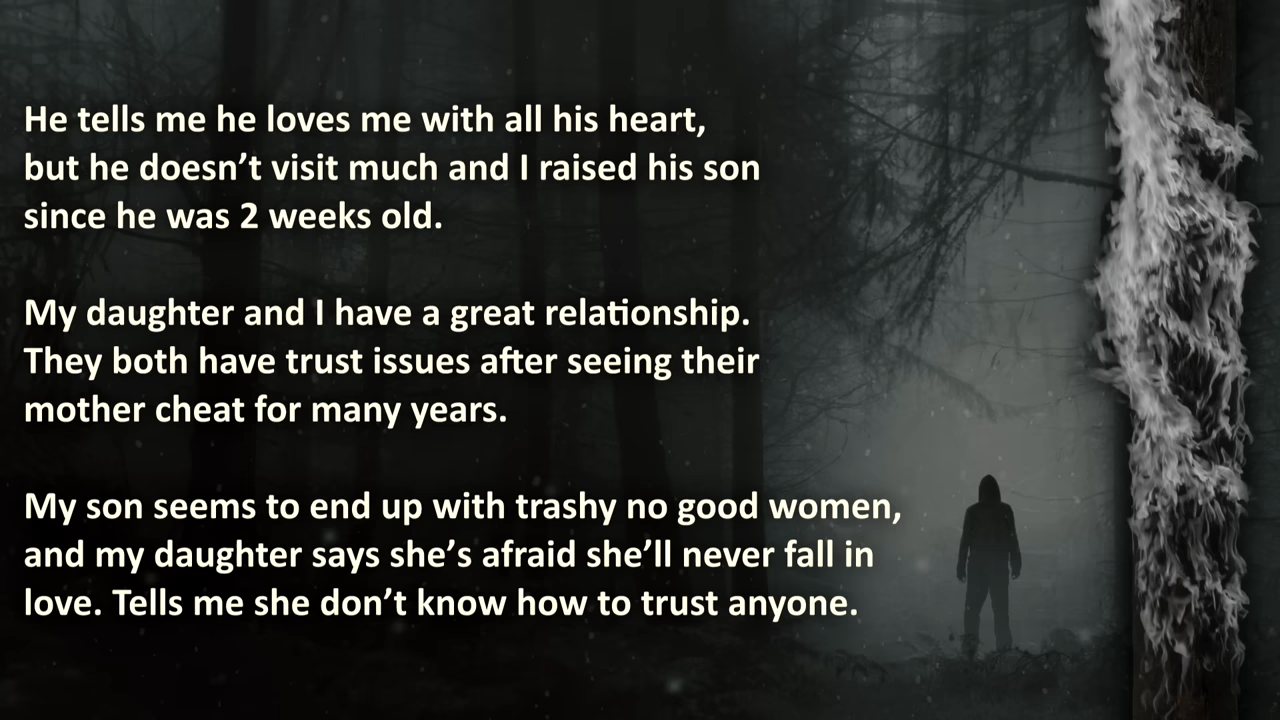 He tells me he loves me with all his heart,
but he doesn’t visit much and I raised his son
since he was 2 weeks old.
My daughter and I have a great relationship.
They both have trust issues after seeing their
mother cheat for many years.
My son seems to end up with trashy no good women,
and my daughter says she’s afraid she’ll never fall in
love. Tells me she don’t know how to trust anyone.